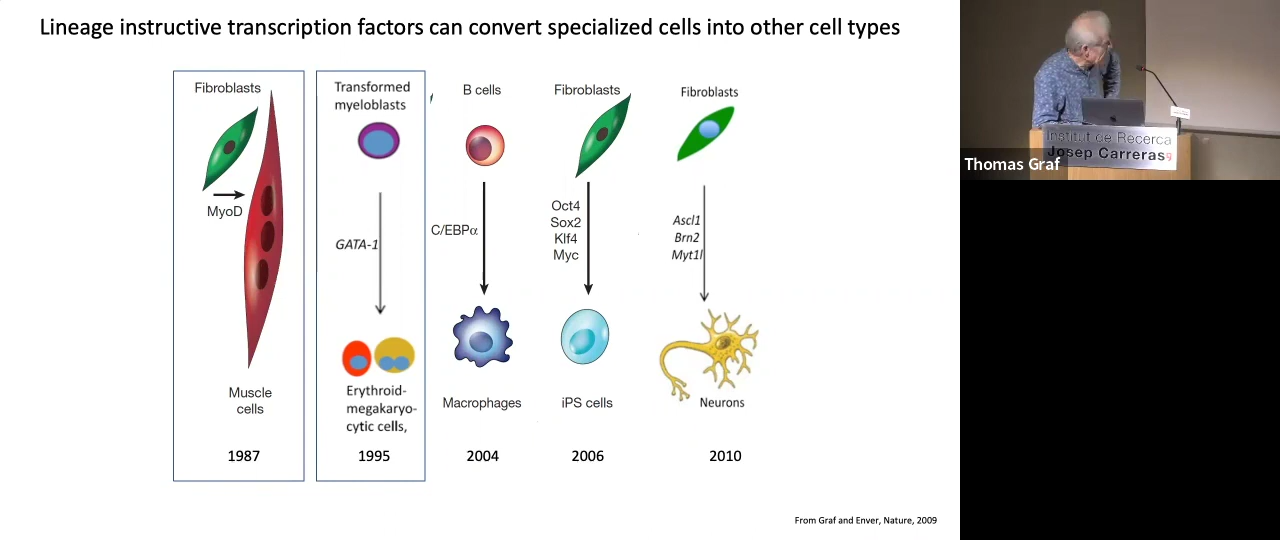 Lineage instructive transcription factors can convert specialized cells into other cell types
Fibroblasts
MyoD
Muscle
cells
1987
Transformed
myeloblasts
GATA-1
Erythroid-
megakaryo-
cytic cells,
1995
B cells
C/EBPα
Macrophages
2004
Fibroblasts
Oct4
Sox2
Klf4
Myc
iPS cells
2006
Fibroblasts
Ascl1
Brn2
Myt1l
Neurons
2010
From Graf and Enver, Nature, 2009
Institut de Recerca
Josep Carreras
Thomas Graf